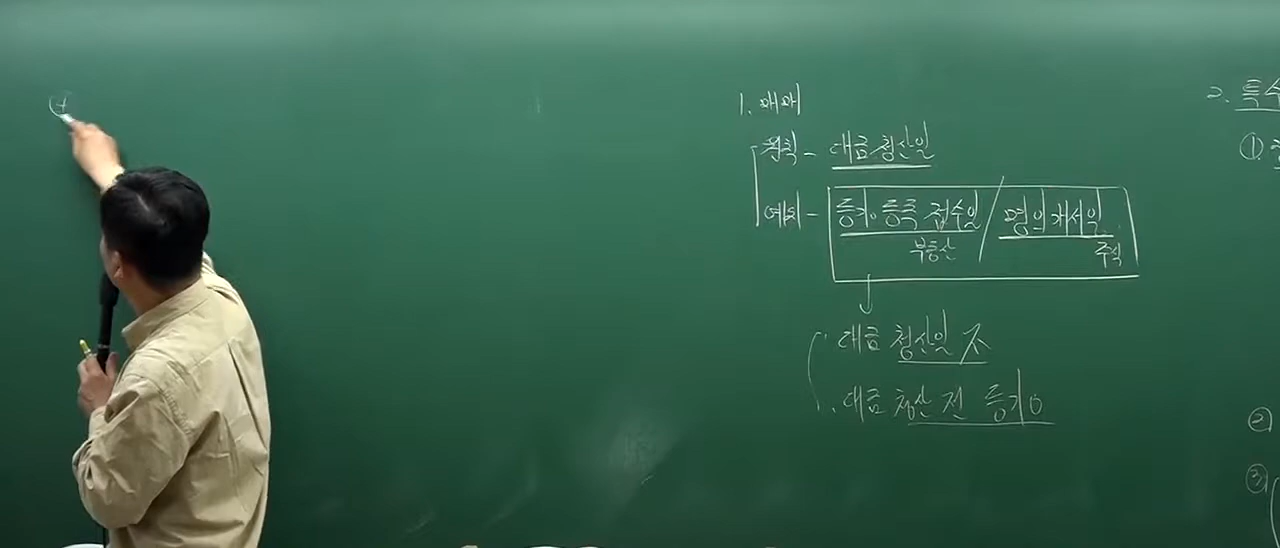 1. 매매
원칙 - 대금청산일
예외 - 등기·등록 접수일 / 명의개서일
부동산 주식
대금 청산일 不
대금 청산 전 등기 0
2. 특수
①
②
③